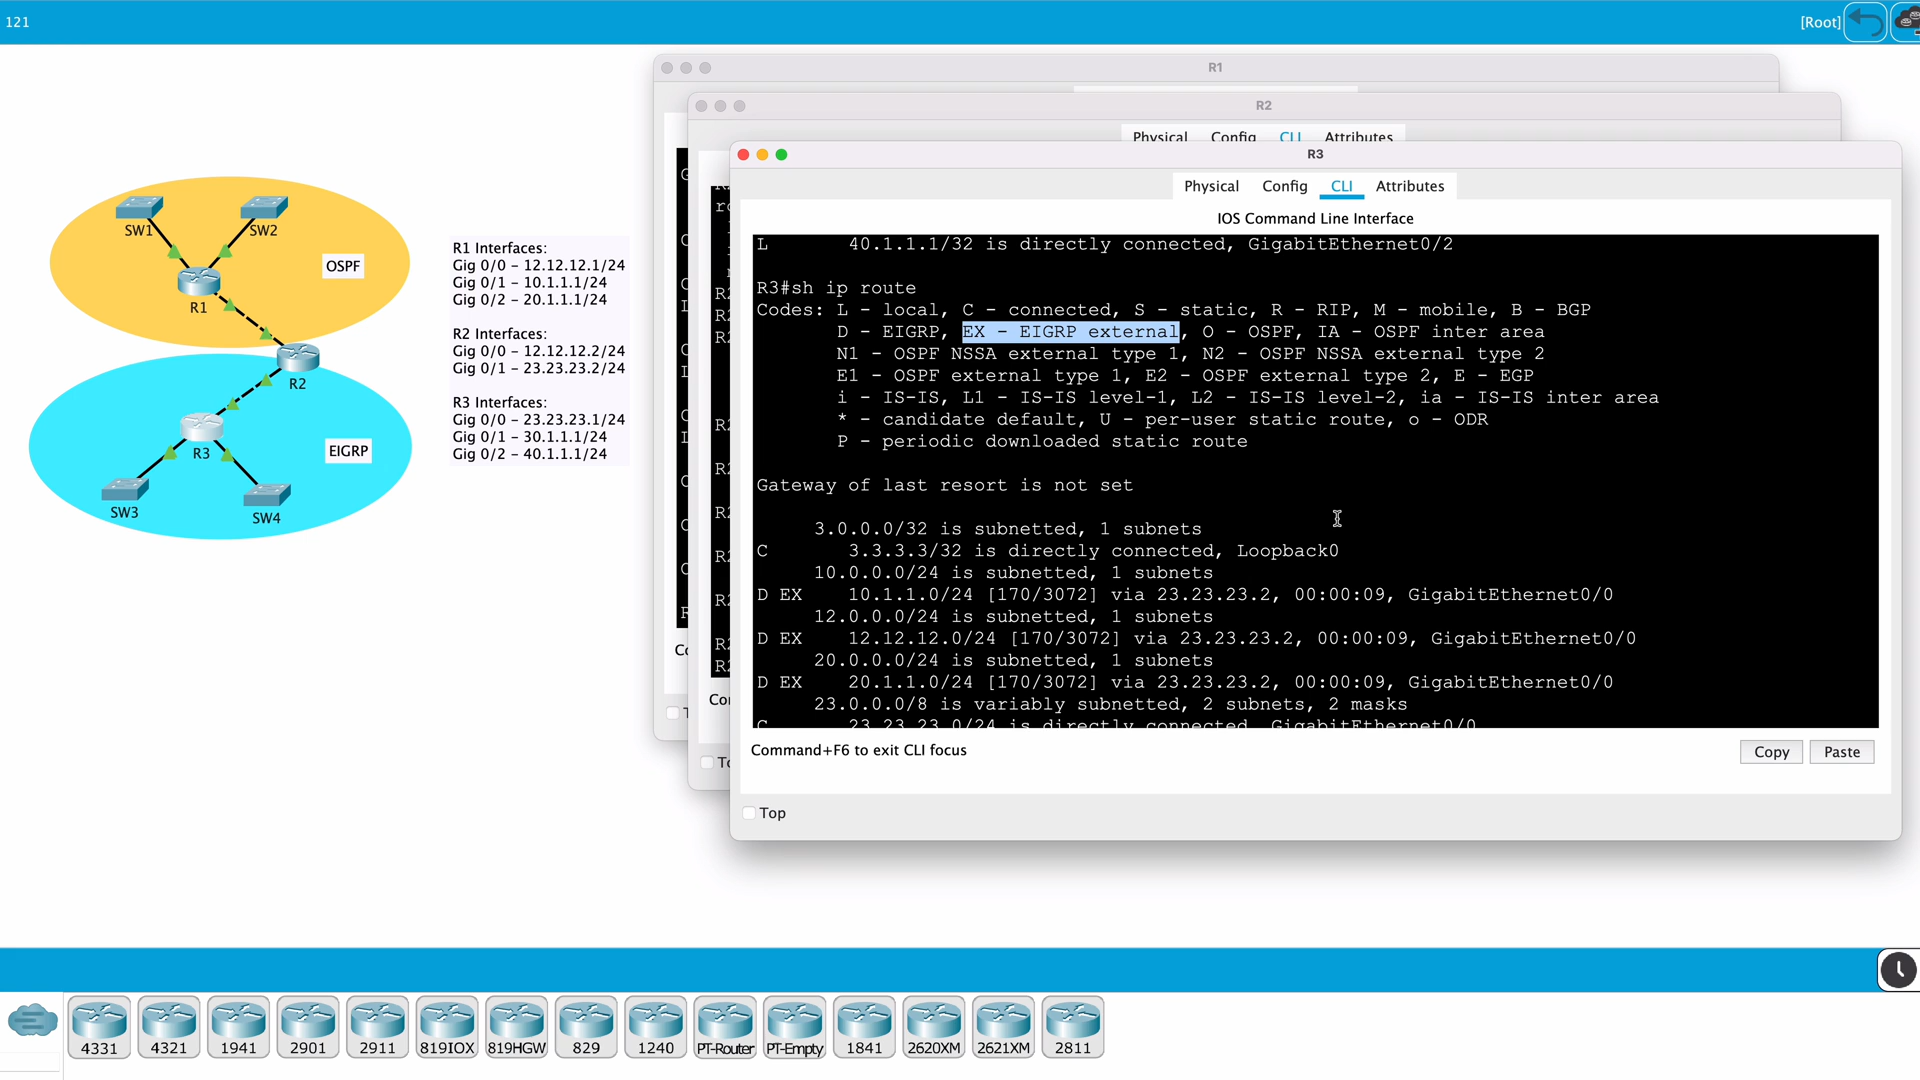 121
[Root]
R1
R2
Physical Config CLI Attributes
R3
Physical Config CLI Attributes
IOS Command Line Interface
L 40.1.1.1/32 is directly connected, GigabitEthernet0/2
R3#sh ip route
Codes: L - local, C - connected, S - static, R - RIP, M - mobile, B - BGP
D - EIGRP, EX - EIGRP external, O - OSPF, IA - OSPF inter area
N1 - OSPF NSSA external type 1, N2 - OSPF NSSA external type 2
E1 - OSPF external type 1, E2 - OSPF external type 2, E - EGP
i - IS-IS, L1 - IS-IS level-1, L2 - IS-IS level-2, ia - IS-IS inter area
* - candidate default, U - per-user static route, o - ODR
P - periodic downloaded static route
Gateway of last resort is not set
3.0.0.0/32 is subnetted, 1 subnets
C 3.3.3.3/32 is directly connected, Loopback0
10.0.0.0/24 is subnetted, 1 subnets
D EX 10.1.1.0/24 [170/3072] via 23.23.23.2, 00:00:09, GigabitEthernet0/0
12.0.0.0/24 is subnetted, 1 subnets
D EX 12.12.12.0/24 [170/3072] via 23.23.23.2, 00:00:09, GigabitEthernet0/0
20.0.0.0/24 is subnetted, 1 subnets
D EX 20.1.1.0/24 [170/3072] via 23.23.23.2, 00:00:09, GigabitEthernet0/0
23.0.0.0/8 is variably subnetted, 2 subnets, 2 masks
C 23.23.23.0/24 is directly connected, GigabitEthernet0/0
Command+F6 to exit CLI focus
Copy Paste
Top
SW1
SW2
OSPF
R1
R2
R3
EIGRP
SW3
SW4
R1 Interfaces:
Gig 0/0 - 12.12.12.1/24
Gig 0/1 - 10.1.1.1/24
Gig 0/2 - 20.1.1.1/24
R2 Interfaces:
Gig 0/0 - 12.12.12.2/24
Gig 0/1 - 23.23.23.2/24
R3 Interfaces:
Gig 0/0 - 23.23.23.1/24
Gig 0/1 - 30.1.1.1/24
Gig 0/2 - 40.1.1.1/24
4331 4321 1941 2901 2911 819IOX 819HGW 829 1240 PT-Router PT-Empty 1841 2620XM 2621XM 2811